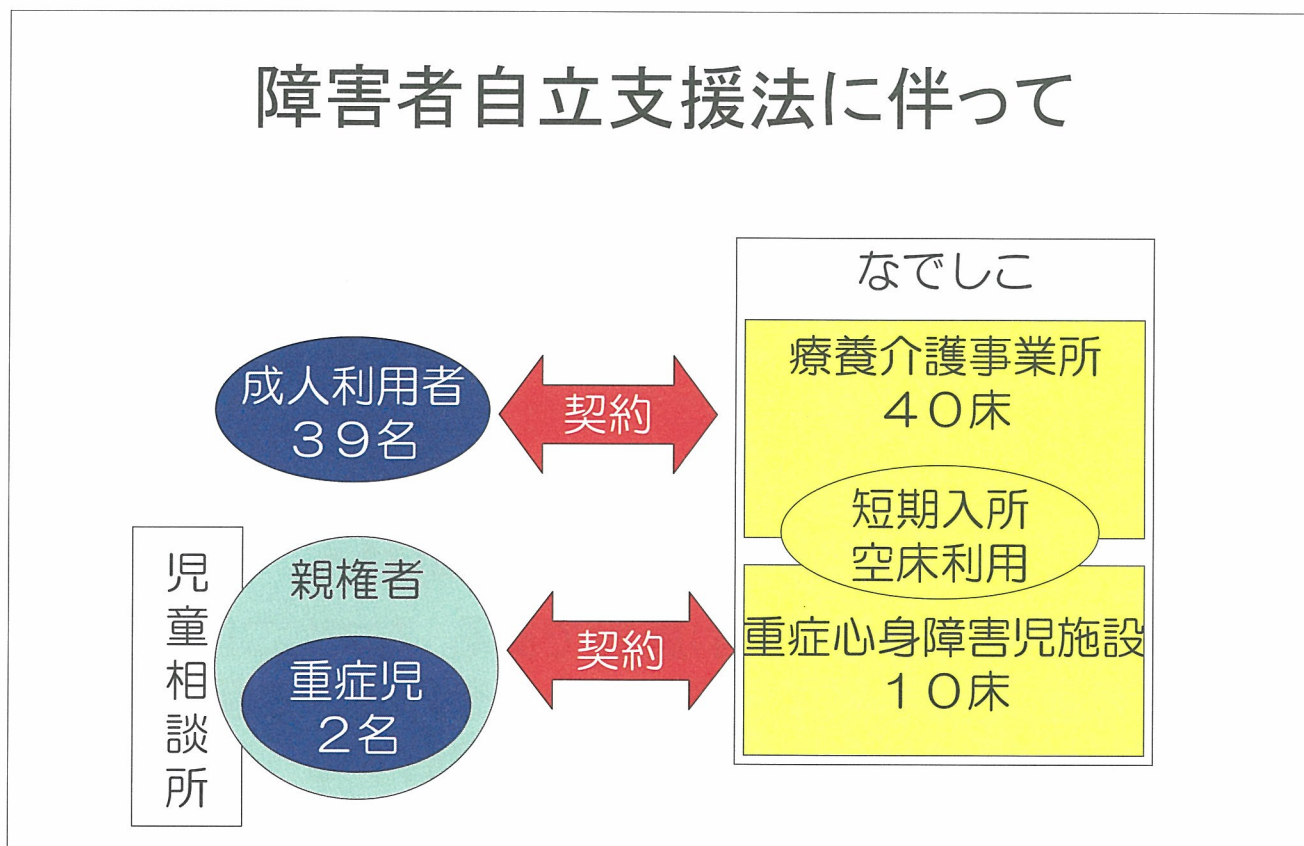 障害者自立支援法に伴って
なでしこ
成人利用者
39名
契約
療養介護事業所
40床
短期入所
空床利用
児童相談所
親権者
重症児
2名
契約
重症心身障害児施設
10床